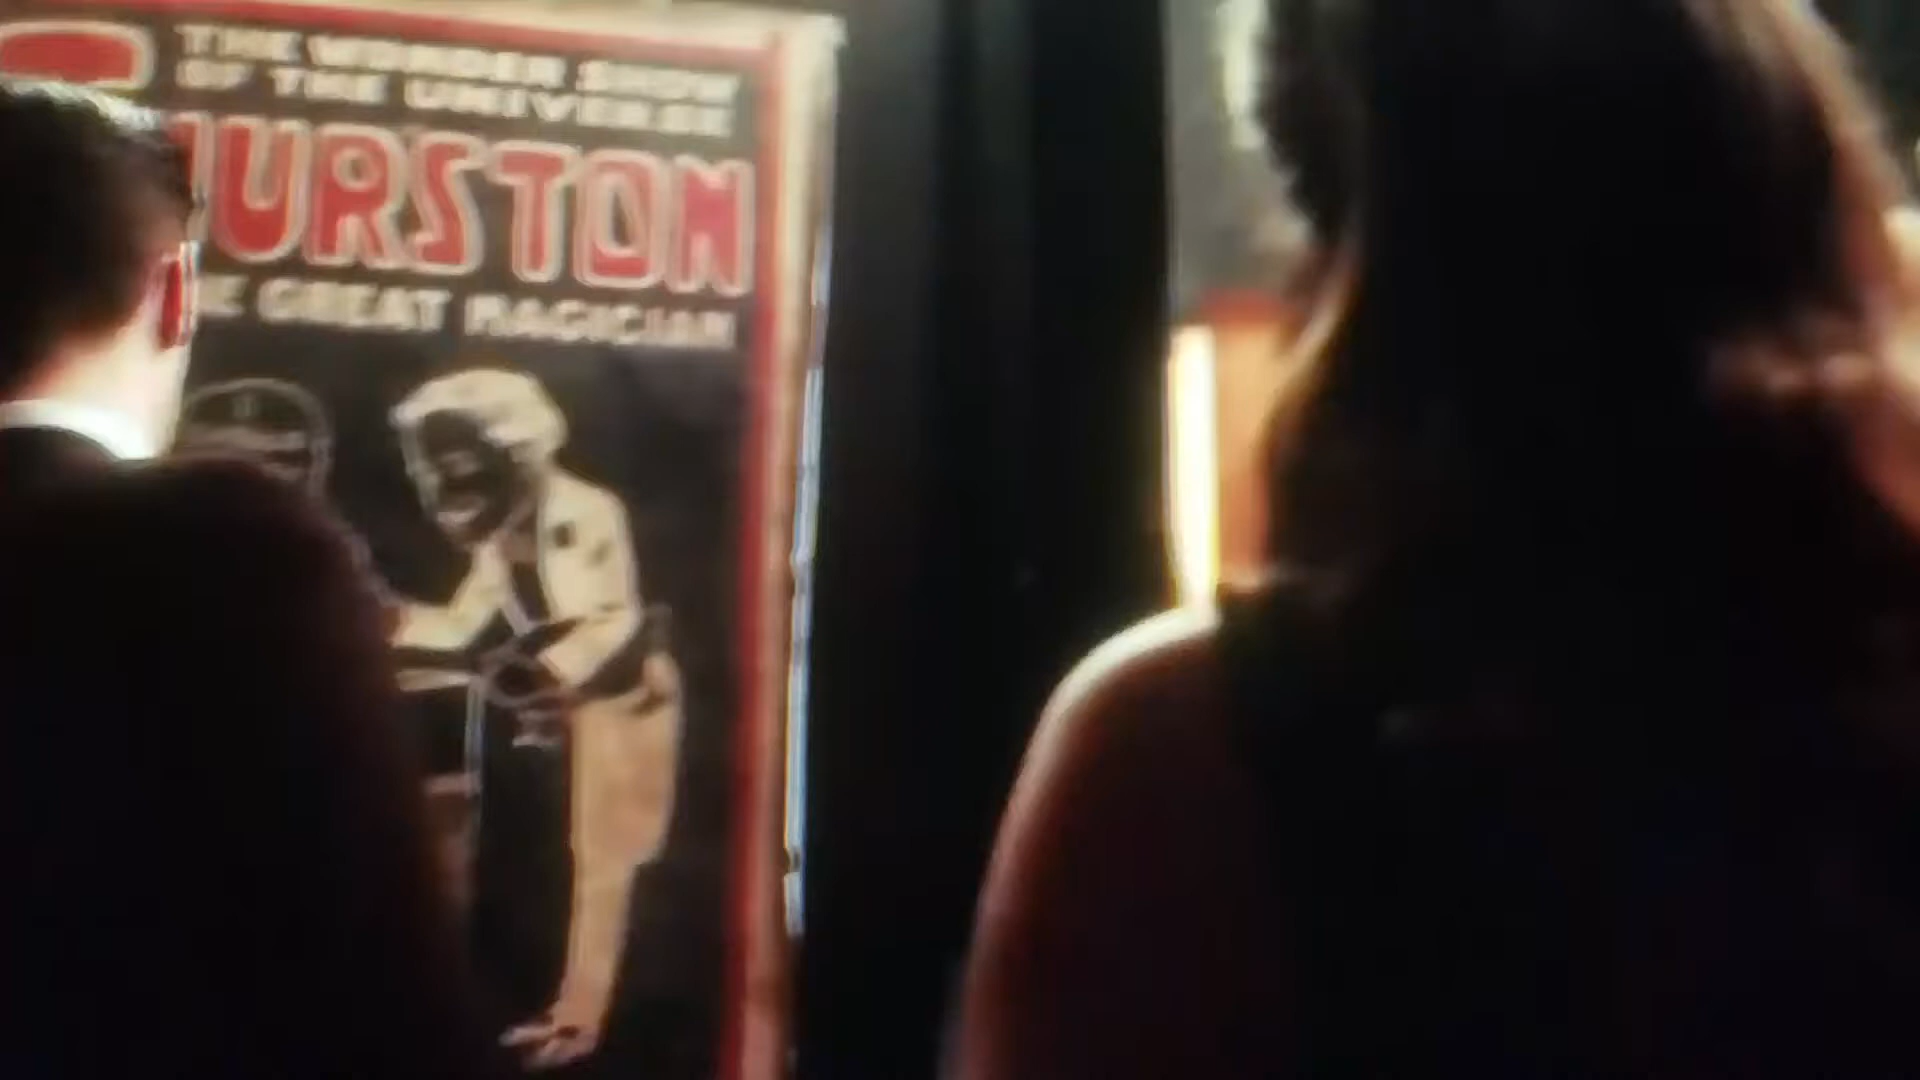 THE WONDER SHOW
OF THE UNIVERSE
URSTON
E GREAT MAGICIAN